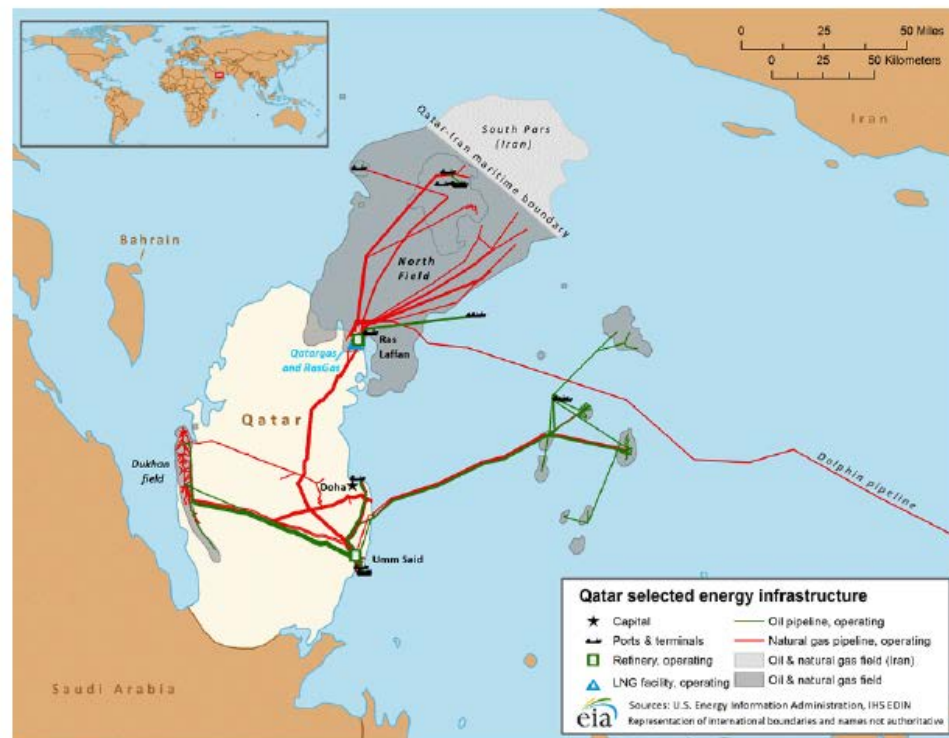 0 25 50 Miles
0 25 50 Kilometers
Iran
South Pars
(Iran)
Qatar-Iran maritime boundary
Bahrain
North
Field
Ras
Laffan
Qatargas
and RasGas
Qatar
Dukhan
field
Doha
Dolphin pipeline
Umm Said
Saudi Arabia
Qatar selected energy infrastructure
Capital
Ports & terminals
Refinery, operating
LNG facility, operating
Oil pipeline, operating
Natural gas pipeline, operating
Oil & natural gas field (Iran)
Oil & natural gas field
eia
Sources: U.S. Energy Information Administration, IHS EDIN
Representation of international boundaries and names not authoritative